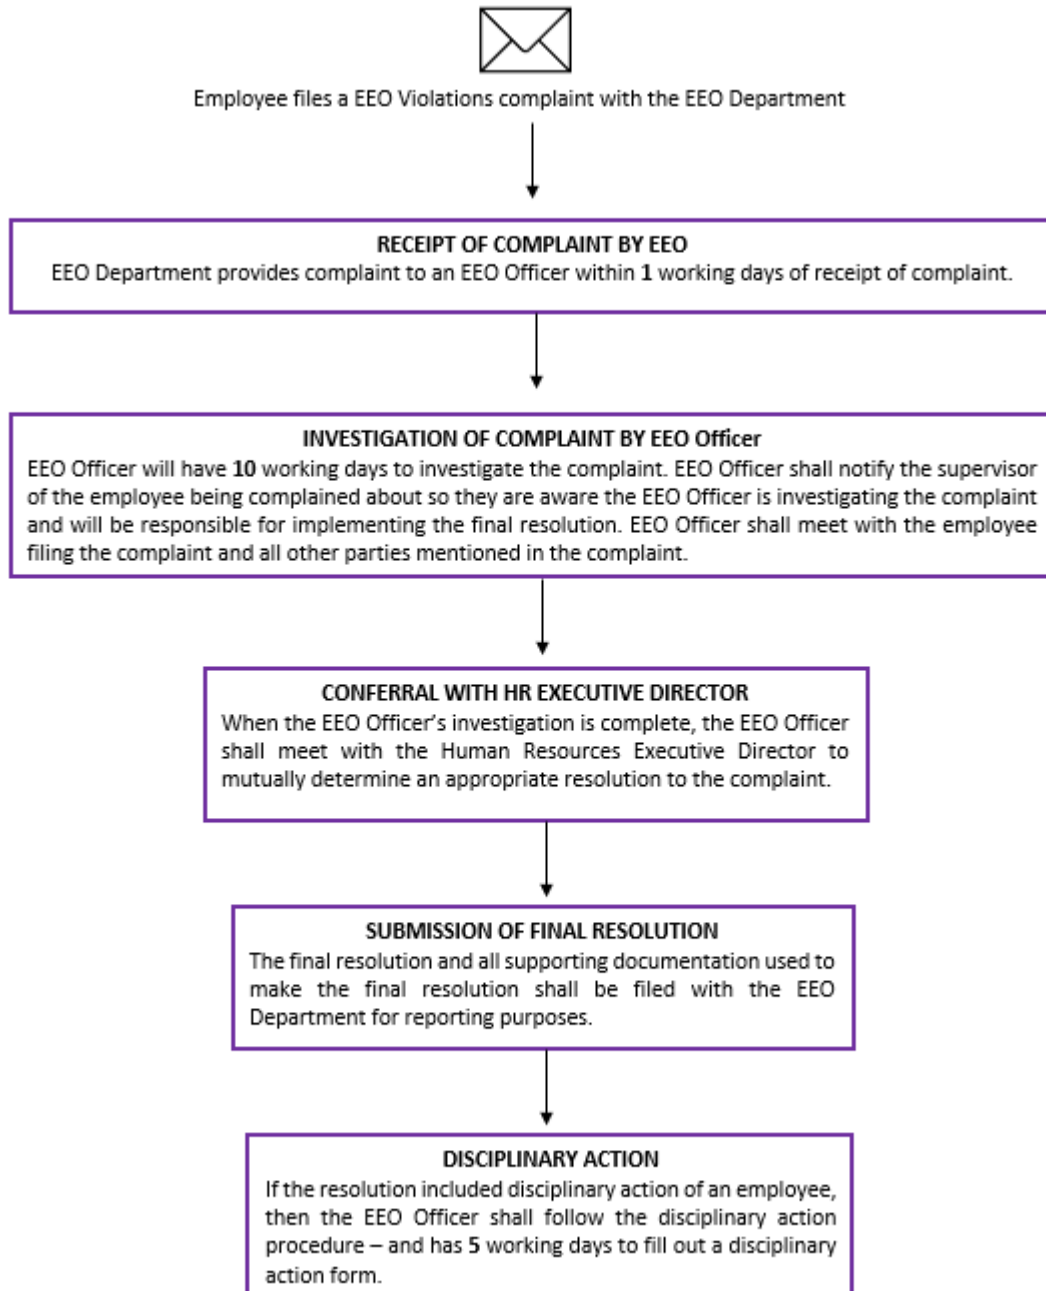 Employee files a EEO Violations complaint with the EEO Department
RECEIPT OF COMPLAINT BY EEO
EEO Department provides complaint to an EEO Officer within 1 working days of receipt of complaint.
INVESTIGATION OF COMPLAINT BY EEO Officer
EEO Officer will have 10 working days to investigate the complaint. EEO Officer shall notify the supervisor
of the employee being complained about so they are aware the EEO Officer is investigating the complaint
and will be responsible for implementing the final resolution. EEO Officer shall meet with the employee
filing the complaint and all other parties mentioned in the complaint.
CONFERRAL WITH HR EXECUTIVE DIRECTOR
When the EEO Officer’s investigation is complete, the EEO Officer
shall meet with the Human Resources Executive Director to
mutually determine an appropriate resolution to the complaint.
SUBMISSION OF FINAL RESOLUTION
The final resolution and all supporting documentation used to
make the final resolution shall be filed with the EEO
Department for reporting purposes.
DISCIPLINARY ACTION
If the resolution included disciplinary action of an employee,
then the EEO Officer shall follow the disciplinary action
procedure – and has 5 working days to fill out a disciplinary
action form.